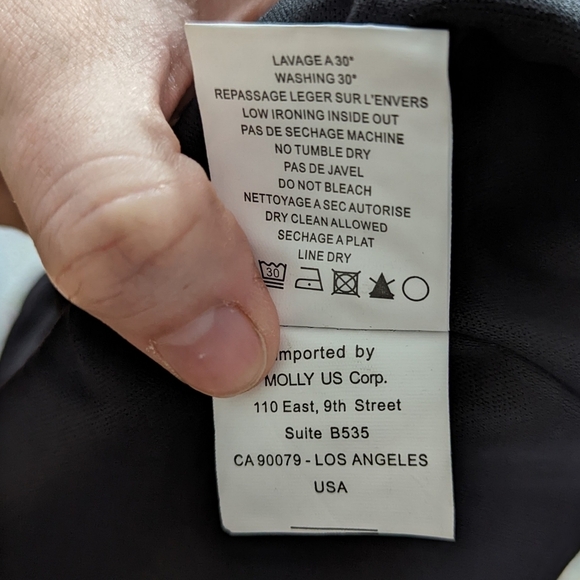 LAVAGE A 30°
WASHING 30°
REPASSAGE LEGER SUR L'ENVERS
LOW IRONING INSIDE OUT
PAS DE SECHAGE MACHINE
NO TUMBLE DRY
PAS DE JAVEL
DO NOT BLEACH
NETTOYAGE A SEC AUTORISE
DRY CLEAN ALLOWED
SECHAGE A PLAT
LINE DRY
30
Imported by
MOLLY US Corp.
110 East, 9th Street
Suite B535
CA 90079 - LOS ANGELES
USA